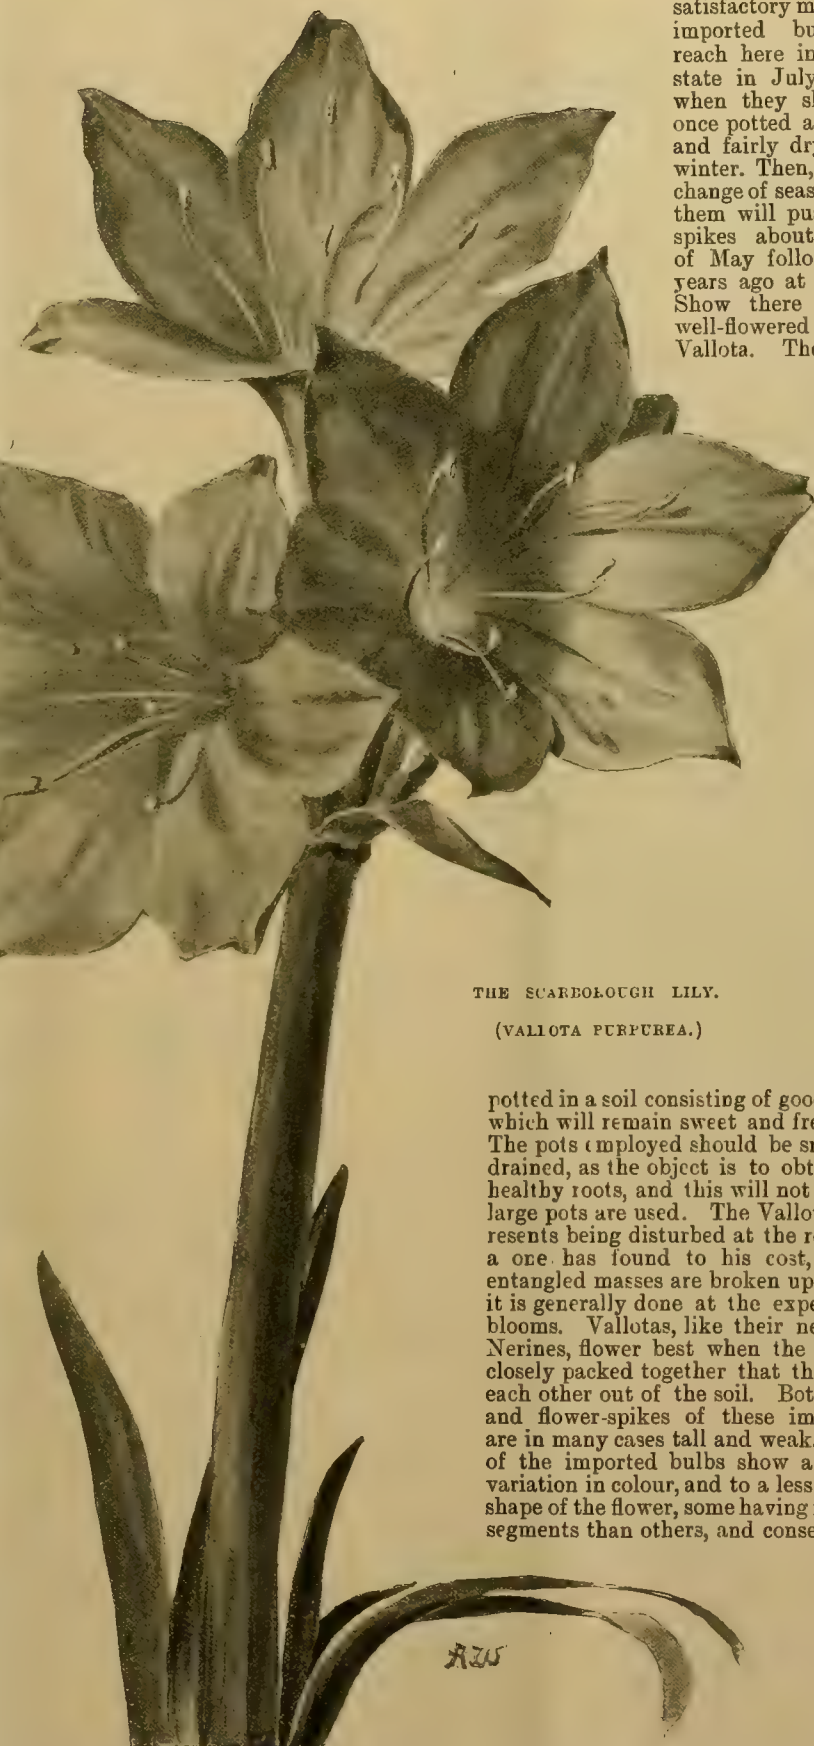 satisfactory m
imported bu
reach here in
state in July
when they sl
once potted a
and fairly dry
winter. Then,
change of seas
them will pu
spikes about
of May follo
years ago at
Show there
well-flowered
Vallota. The
THE SCARBOROUGH LILY.
(VALLOTA PURPUREA.)
potted in a soil consisting of goo
which will remain sweet and fre
The pots employed should be sm
drained, as the object is to obt
healthy roots, and this will not
large pots are used. The Vallo
resents being disturbed at the r
a one has found to his cost,
entangled masses are broken up
it is generally done at the expe
blooms. Vallotas, like their ne
Nerines, flower best when the
closely packed together that th
each other out of the soil. Bot
and flower-spikes of these im
are in many cases tall and weak.
of the imported bulbs show a
variation in colour, and to a less
shape of the flower, some having
segments than others, and conse
AW